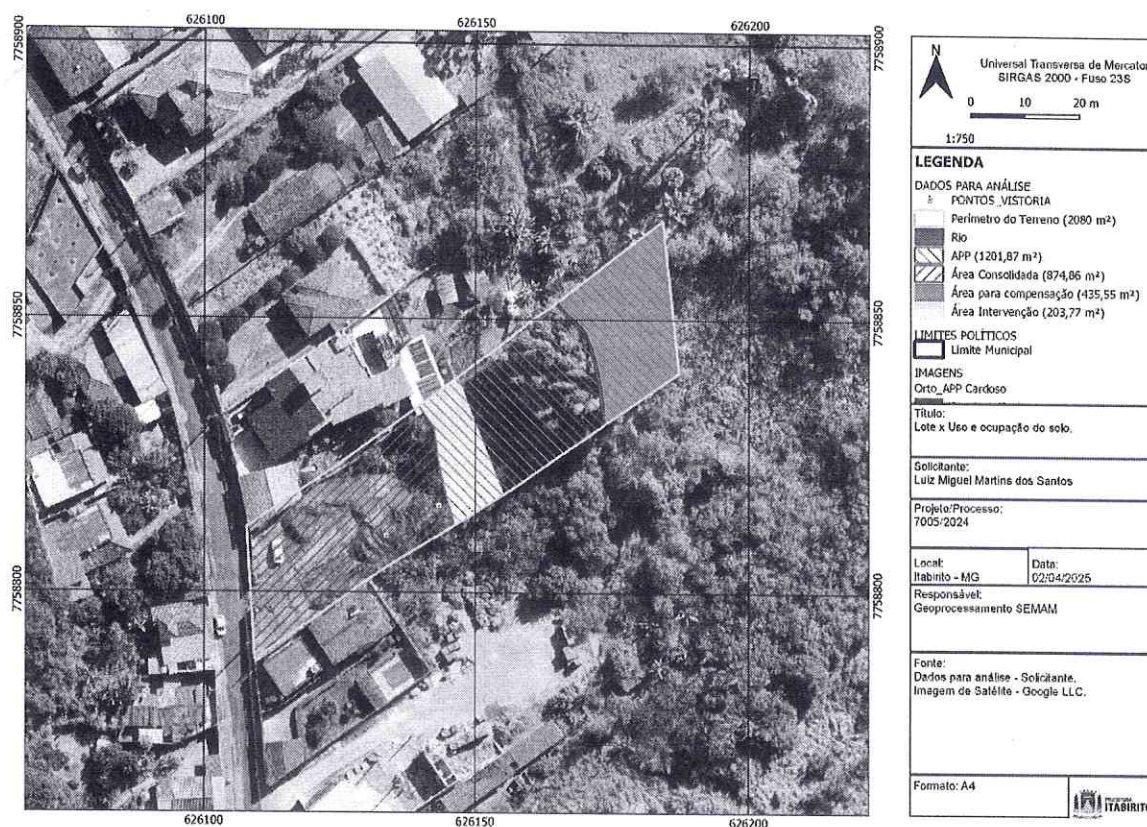 626100
626150
626200
7758900
7758900
7758850
7758850
7758800
7758800
626100
626150
626200
N
Universal Transversa de Mercator
SIRGAS 2000 - Fuso 23S
0 10 20 m
1:750
LEGENDA
DADOS PARA ANÁLISE
PONTOS_VISTORIA
Perimetro do Terreno (2080 m²)
Rio
APP (1201,87 m²)
Área Consolidada (874,86 m²)
Área para compensação (435,55 m²)
Área Intervenção (203,77 m²)
LIMITES POLÍTICOS
Limite Municipal
IMAGENS
Orto_APP Cardoso
Título:
Lote x Uso e ocupação do solo.
Solicitante:
Luiz Miguel Martins dos Santos
Projeto/Processo:
7005/2024
Local:
Itabirito - MG
Data:
02/04/2025
Responsável:
Geoprocessamento SEMAM
Fonte:
Dados para análise - Solicitante.
Imagem de Satélite - Google LLC.
Formato: A4
PREFEITURA
ITABIRITO